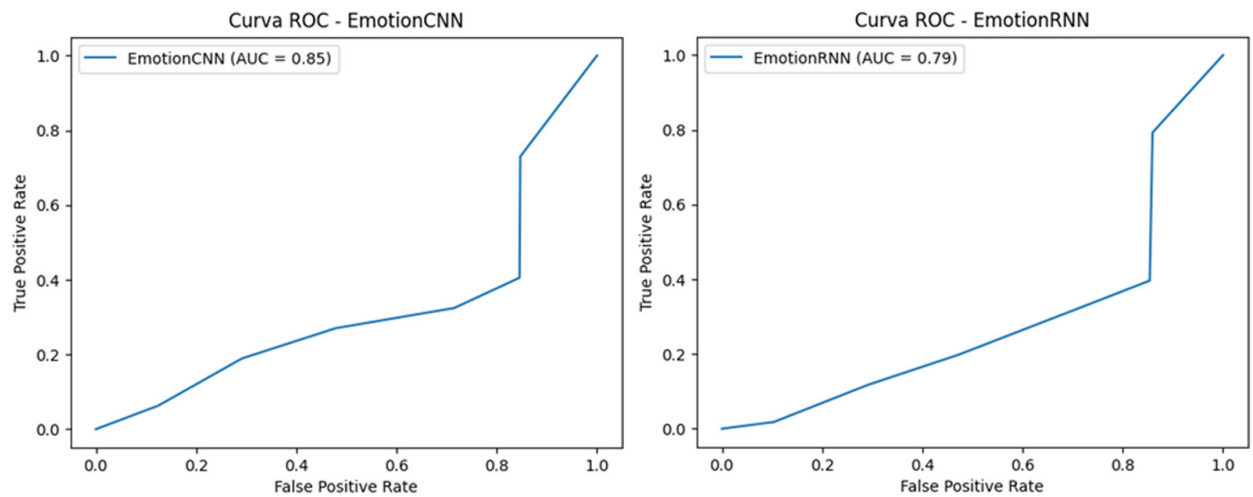 Curva ROC - EmotionCNN
EmotionCNN (AUC = 0.85)
True Positive Rate
1.0
0.8
0.6
0.4
0.2
0.0
0.0 0.2 0.4 0.6 0.8 1.0
False Positive Rate
Curva ROC - EmotionRNN
EmotionRNN (AUC = 0.79)
True Positive Rate
1.0
0.8
0.6
0.4
0.2
0.0
0.0 0.2 0.4 0.6 0.8 1.0
False Positive Rate